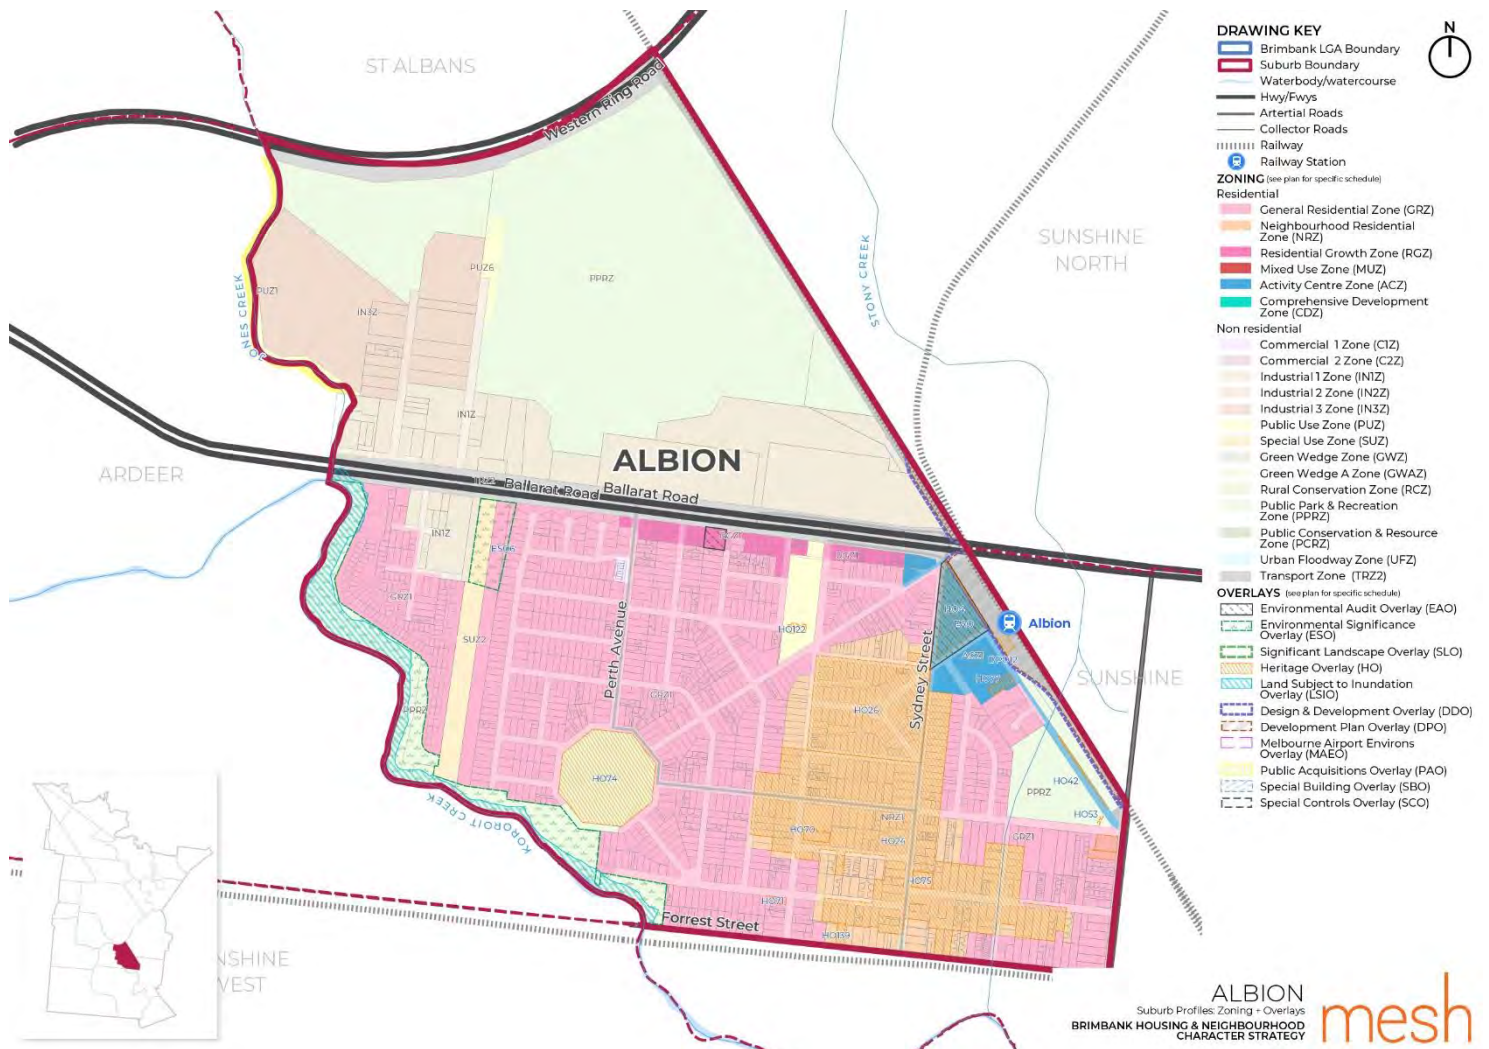 DRAWING KEY
N
Brimbank LGA Boundary
Suburb Boundary
Waterbody/watercourse
Hwy/Fwys
Artertial Roads
Collector Roads
Railway
Railway Station
ZONING (see plan for specific schedule)
Residential
General Residential Zone (GRZ)
Neighbourhood Residential
Zone (NRZ)
Residential Growth Zone (RGZ)
Mixed Use Zone (MUZ)
Activity Centre Zone (ACZ)
Comprehensive Development
Zone (CDZ)
Non residential
Commercial 1 Zone (C1Z)
Commercial 2 Zone (C2Z)
Industrial 1 Zone (IN1Z)
Industrial 2 Zone (IN2Z)
Industrial 3 Zone (IN3Z)
Public Use Zone (PUZ)
Special Use Zone (SUZ)
Green Wedge Zone (GWZ)
Green Wedge A Zone (GWAZ)
Rural Conservation Zone (RCZ)
Public Park & Recreation
Zone (PPRZ)
Public Conservation & Resource
Zone (PCRZ)
Urban Floodway Zone (UFZ)
Transport Zone (TRZ2)
OVERLAYS (see plan for specific schedule)
Environmental Audit Overlay (EAO)
Environmental Significance
Overlay (ESO)
Significant Landscape Overlay (SLO)
Heritage Overlay (HO)
Land Subject to Inundation
Overlay (LSIO)
Design & Development Overlay (DDO)
Development Plan Overlay (DPO)
Melbourne Airport Environs
Overlay (MAEO)
Public Acquisitions Overlay (PAO)
Special Building Overlay (SBO)
Special Controls Overlay (SCO)
ST ALBANS
Western Ring Road
SUNSHINE
NORTH
STONY CREEK
JONES CREEK
PUZ1
PUZ6
PPRZ
IN3Z
IN1Z
ALBION
ARDEER
Ballarat Road
Ballarat Road
IN1Z
ESO6
GRZ1
SUZ2
Perth Avenue
HO122
Sydney Street
Albion
SUNSHINE
GRZ1
PPRZ
HO26
HO74
HO42
PPRZ
HO53
KOROROIT CREEK
HO70
NRZ1
HO26
GRZ1
HO75
HO71
Forrest Street
HO139
NSHINE
WEST
ALBION
Suburb Profiles: Zoning + Overlays
BRIMBANK HOUSING & NEIGHBOURHOOD
CHARACTER STRATEGY
mesh